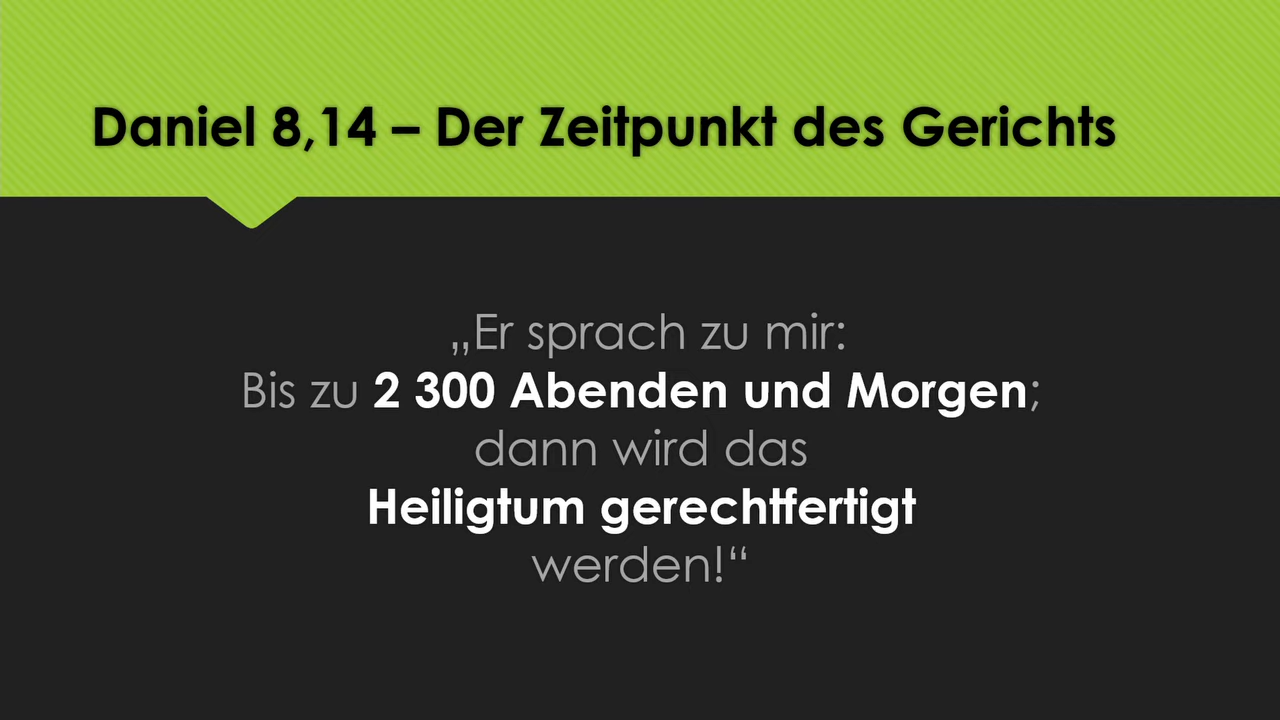 Daniel 8,14 – Der Zeitpunkt des Gerichts
„Er sprach zu mir:
Bis zu 2 300 Abenden und Morgen;
dann wird das
Heiligtum gerechtfertigt
werden!“